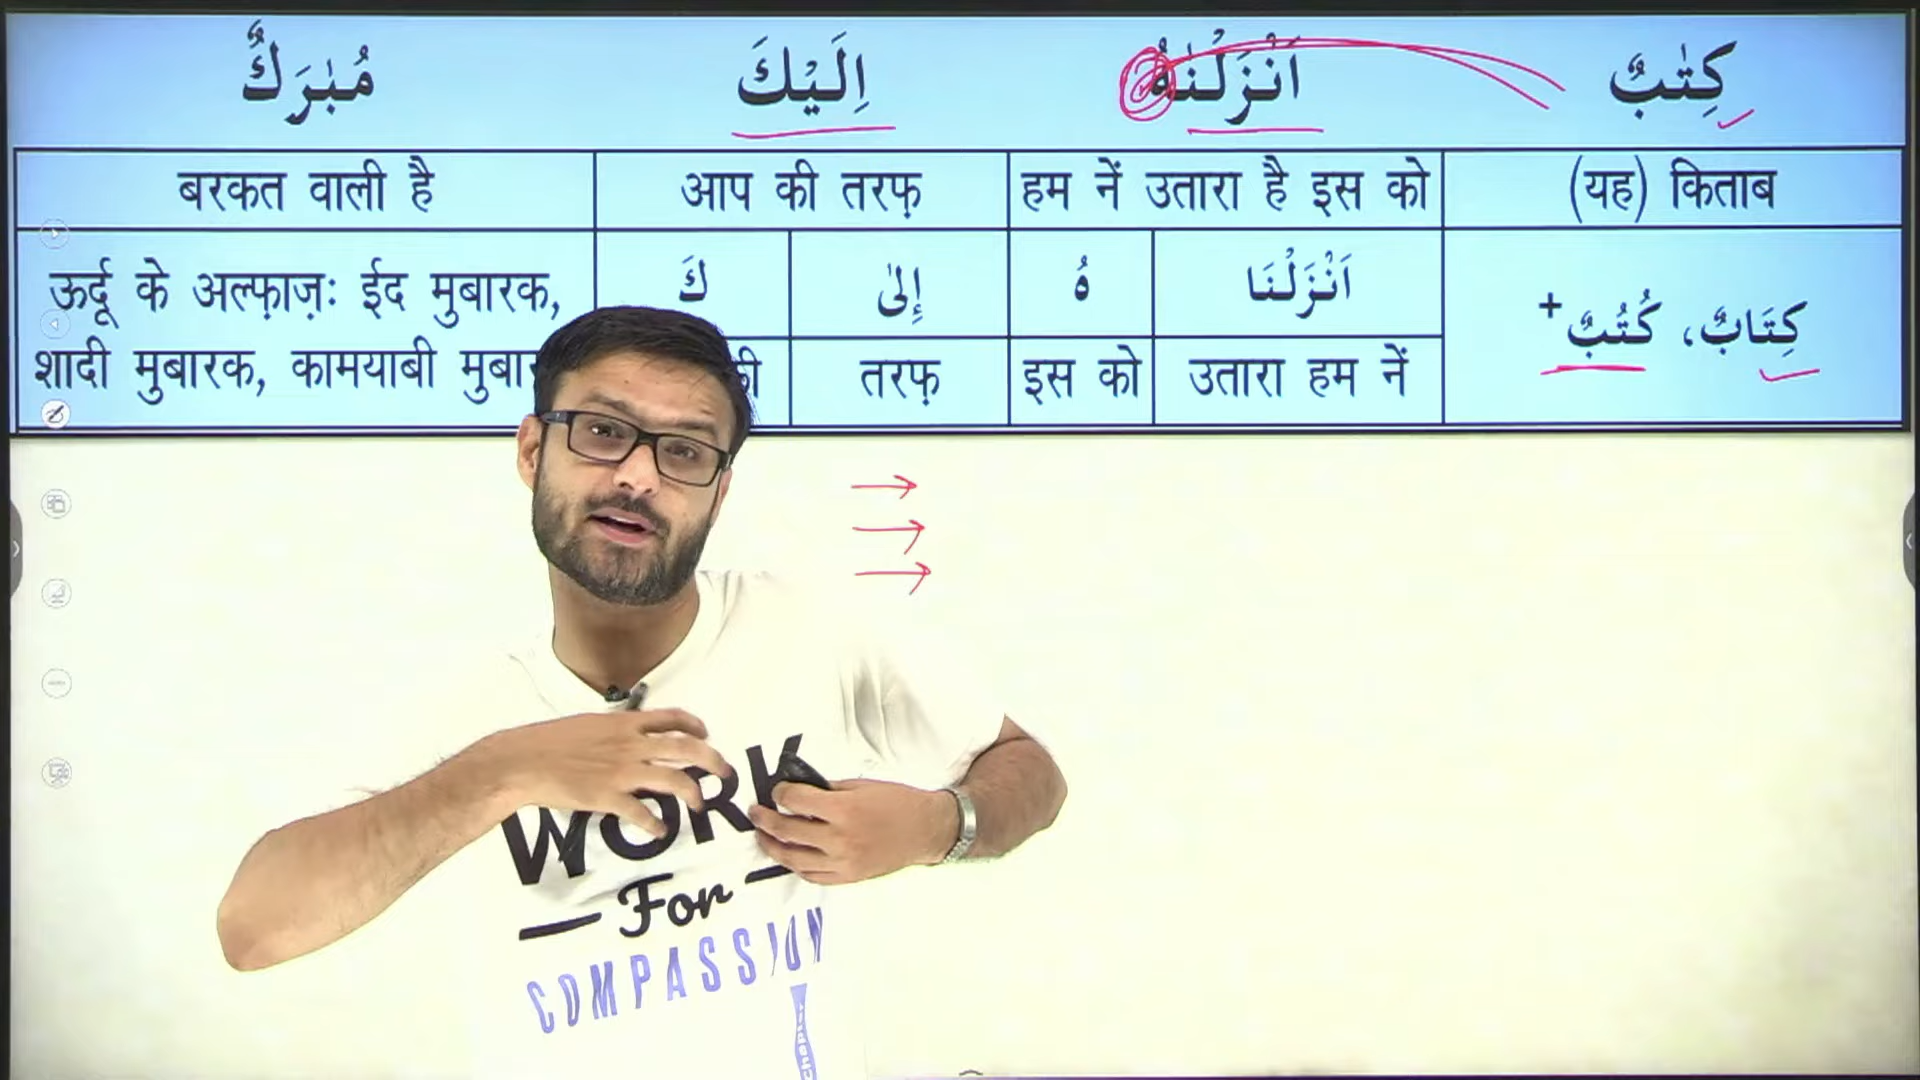 كِتٰبٌ اَنْزَلْنٰهُ اِلَيْكَ مُبٰرَكٌ
(यह) किताब हम नें उतारा है इस को आप की तरफ़ बरकत वाली है
كِتَابٌ، كُتُبٌ+
اَنْزَلْنَا هُ إِلىٰ كَ
उतारा हम नें इस को तरफ़ की
ऊर्दू के अल्फ़ाज़ः ईद मुबारक,
शादी मुबारक, कामयाबी मुबार
WORK
For
COMPASSION